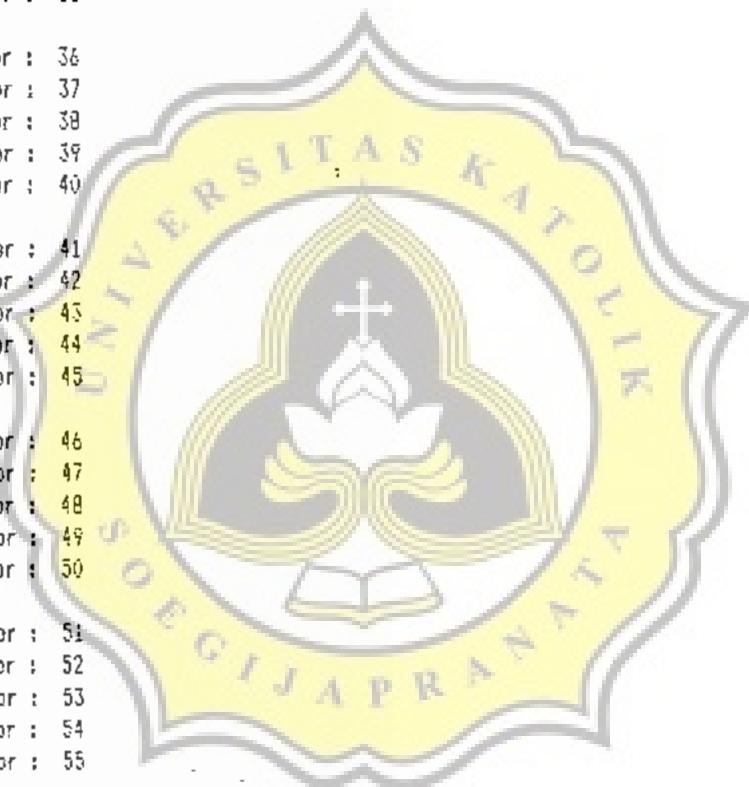 or : 36
or : 37
or : 38
or : 39
or : 40
or : 41
or : 42
or : 43
or : 44
or : 45
or : 46
or : 47
or : 48
or : 49
or : 50
or : 51
or : 52
or : 53
or : 54
or : 55
UNIVERSITAS KATOLIK
SOEGIJAPRANATA